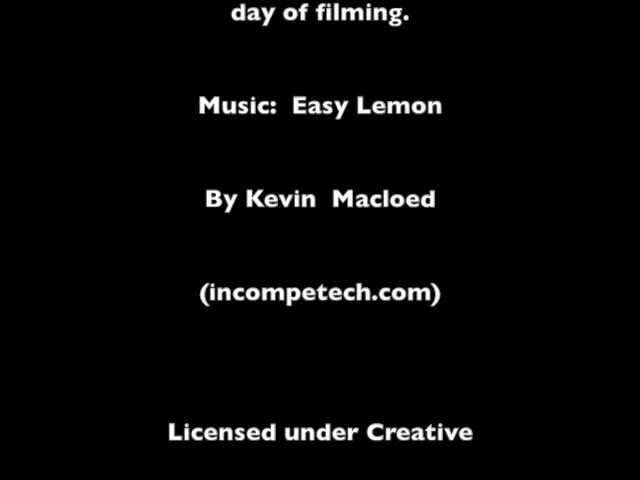 day of filming.
Music:  Easy Lemon
By Kevin  Macloed
(incompetech.com)
Licensed under Creative